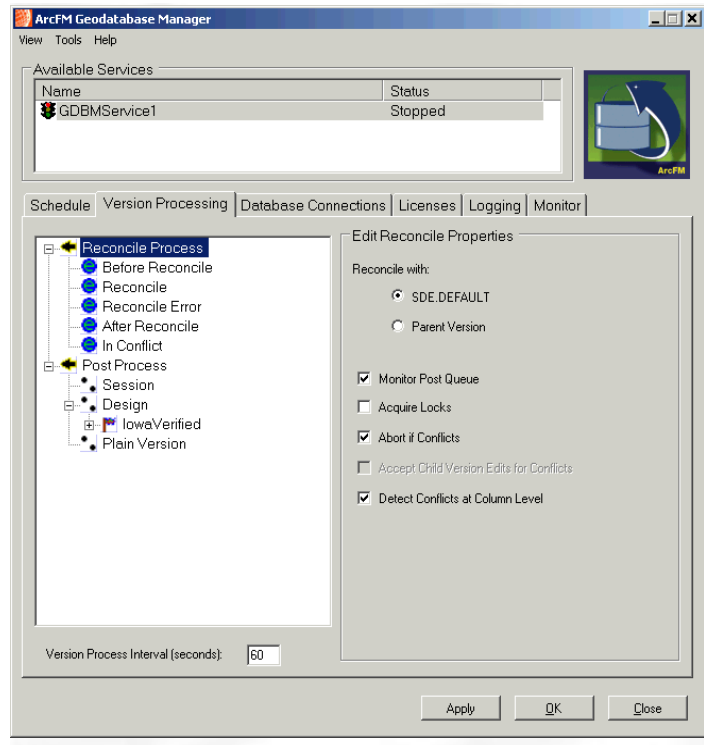 ArcFM Geodatabase Manager
View Tools Help
Available Services
Name Status
GDBMService1 Stopped
ArcFM
Schedule Version Processing Database Connections Licenses Logging Monitor
Reconcile Process
Before Reconcile
Reconcile
Reconcile Error
After Reconcile
In Conflict
Post Process
Session
Design
IowaVerified
Plain Version
Version Process Interval (seconds): 60
Edit Reconcile Properties
Reconcile with:
SDE.DEFAULT
Parent Version
Monitor Post Queue
Acquire Locks
Abort if Conflicts
Accept Child Version Edits for Conflicts
Detect Conflicts at Column Level
Apply OK Close